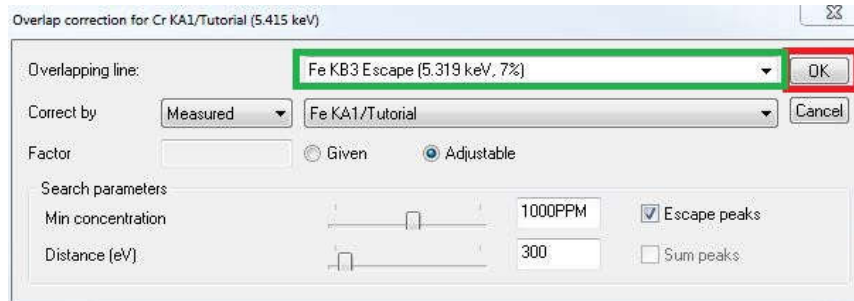 Overlap correction for Cr KA1/Tutorial (5.415 keV)
Overlapping line: Fe KB3 Escape (5.319 keV, 7%) OK
Correct by Measured Fe KA1/Tutorial Cancel
Factor Given Adjustable
Search parameters
Min concentration 1000PPM Escape peaks
Distance (eV) 300 Sum peaks